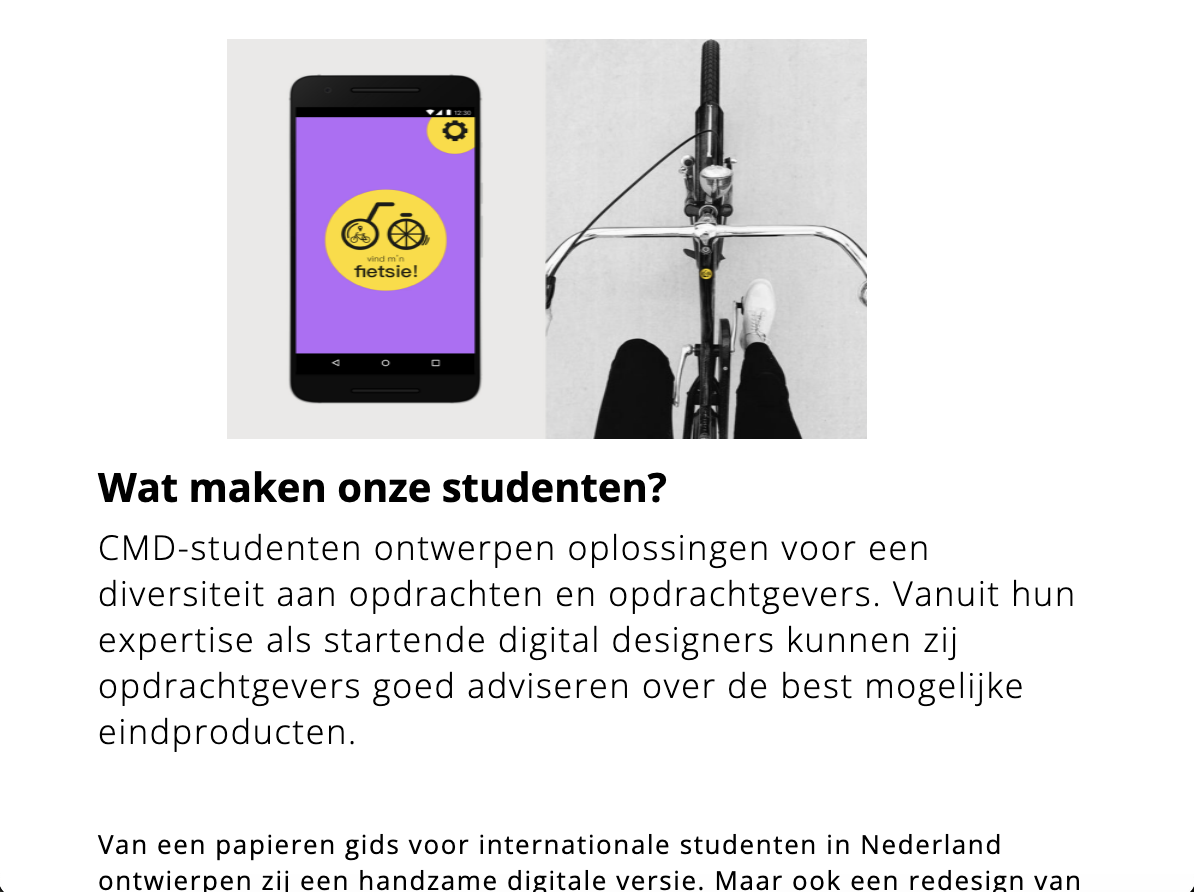 12:30
vind m'n
fietsie!
Wat maken onze studenten?
CMD-studenten ontwerpen oplossingen voor een
diversiteit aan opdrachten en opdrachtgevers. Vanuit hun
expertise als startende digital designers kunnen zij
opdrachtgevers goed adviseren over de best mogelijke
eindproducten.
Van een papieren gids voor internationale studenten in Nederland
ontwierpen zij een handzame digitale versie. Maar ook een redesign van